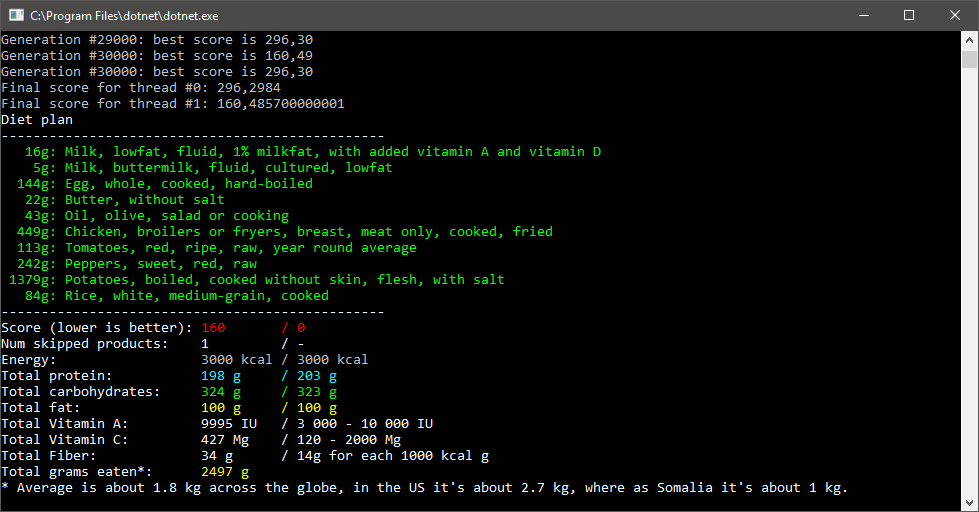 C:\Program Files\dotnet\dotnet.exe
Generation #29000: best score is 296,30
Generation #30000: best score is 160,49
Generation #30000: best score is 296,30
Final score for thread #0: 296,2984
Final score for thread #1: 160,485700000001
Diet plan
------------------------------------------------
   16g: Milk, lowfat, fluid, 1% milkfat, with added vitamin A and vitamin D
    5g: Milk, buttermilk, fluid, cultured, lowfat
  144g: Egg, whole, cooked, hard-boiled
   22g: Butter, without salt
   43g: Oil, olive, salad or cooking
  449g: Chicken, broilers or fryers, breast, meat only, cooked, fried
  113g: Tomatoes, red, ripe, raw, year round average
  242g: Peppers, sweet, red, raw
 1379g: Potatoes, boiled, cooked without skin, flesh, with salt
   84g: Rice, white, medium-grain, cooked
------------------------------------------------
Score (lower is better): 160       / 0
Num skipped products:    1         / -
Energy:                  3000 kcal / 3000 kcal
Total protein:           198 g     / 203 g
Total carbohydrates:     324 g     / 323 g
Total fat:               100 g     / 100 g
Total Vitamin A:         9995 IU   / 3 000 - 10 000 IU
Total Vitamin C:         427 Mg    / 120 - 2000 Mg
Total Fiber:             34 g      / 14g for each 1000 kcal g
Total grams eaten*:      2497 g
* Average is about 1.8 kg across the globe, in the US it's about 2.7 kg, where as Somalia it's about 1 kg.